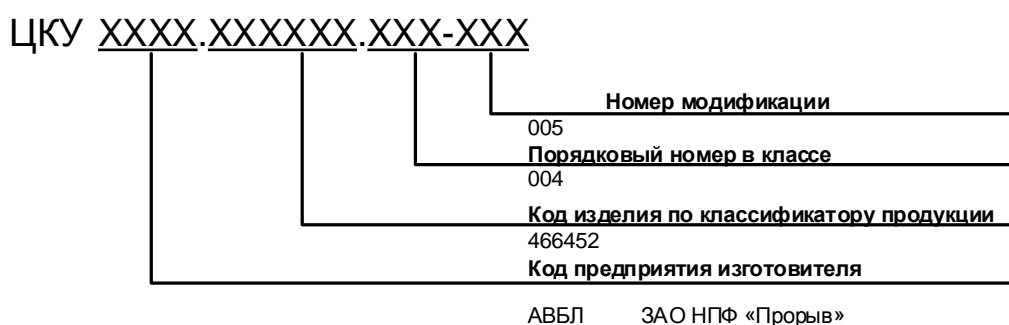 ЦКУ XXXX.XXXXXX.XXX-XXX
Номер модификации
005
Порядковый номер в классе
004
Код изделия по классификатору продукции
466452
Код предприятия изготовителя
АВБЛ ЗАО НПФ «Прорыв»